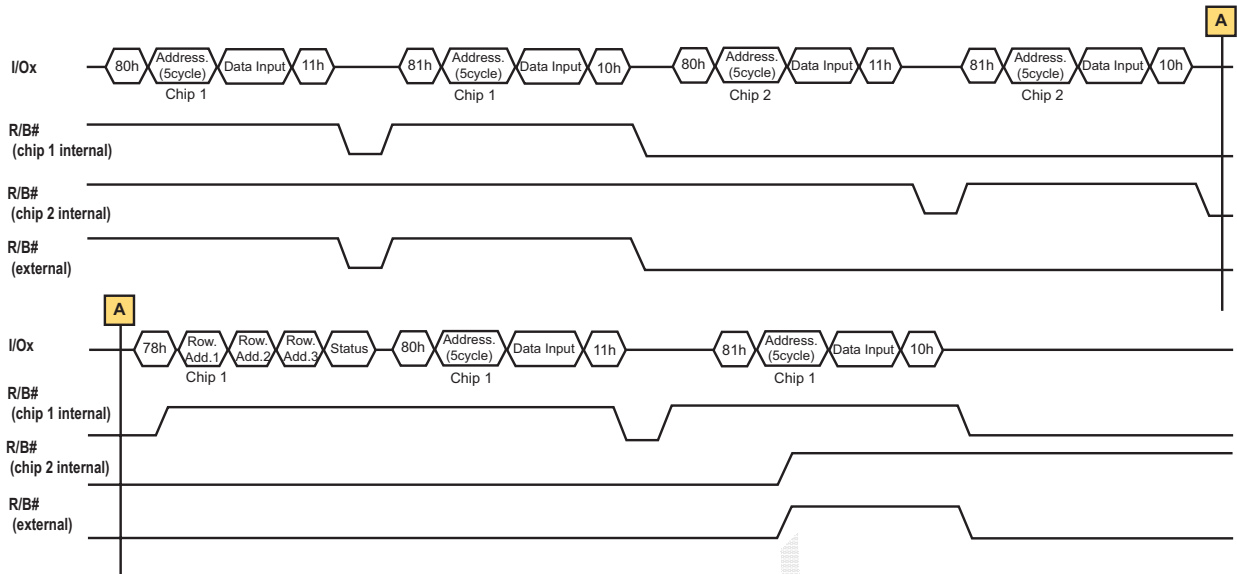 A
I/Ox
80h Address. (5cycle) Data Input 11h 81h Address. (5cycle) Data Input 10h 80h Address. (5cycle) Data Input 11h 81h Address. (5cycle) Data Input 10h
Chip 1 Chip 1 Chip 2 Chip 2
R/B#
(chip 1 internal)
R/B#
(chip 2 internal)
R/B#
(external)
A
I/Ox
78h Row. Add.1 Row. Add.2 Row. Add.3 Status 80h Address. (5cycle) Data Input 11h 81h Address. (5cycle) Data Input 10h
Chip 1 Chip 1 Chip 1
R/B#
(chip 1 internal)
R/B#
(chip 2 internal)
R/B#
(external)